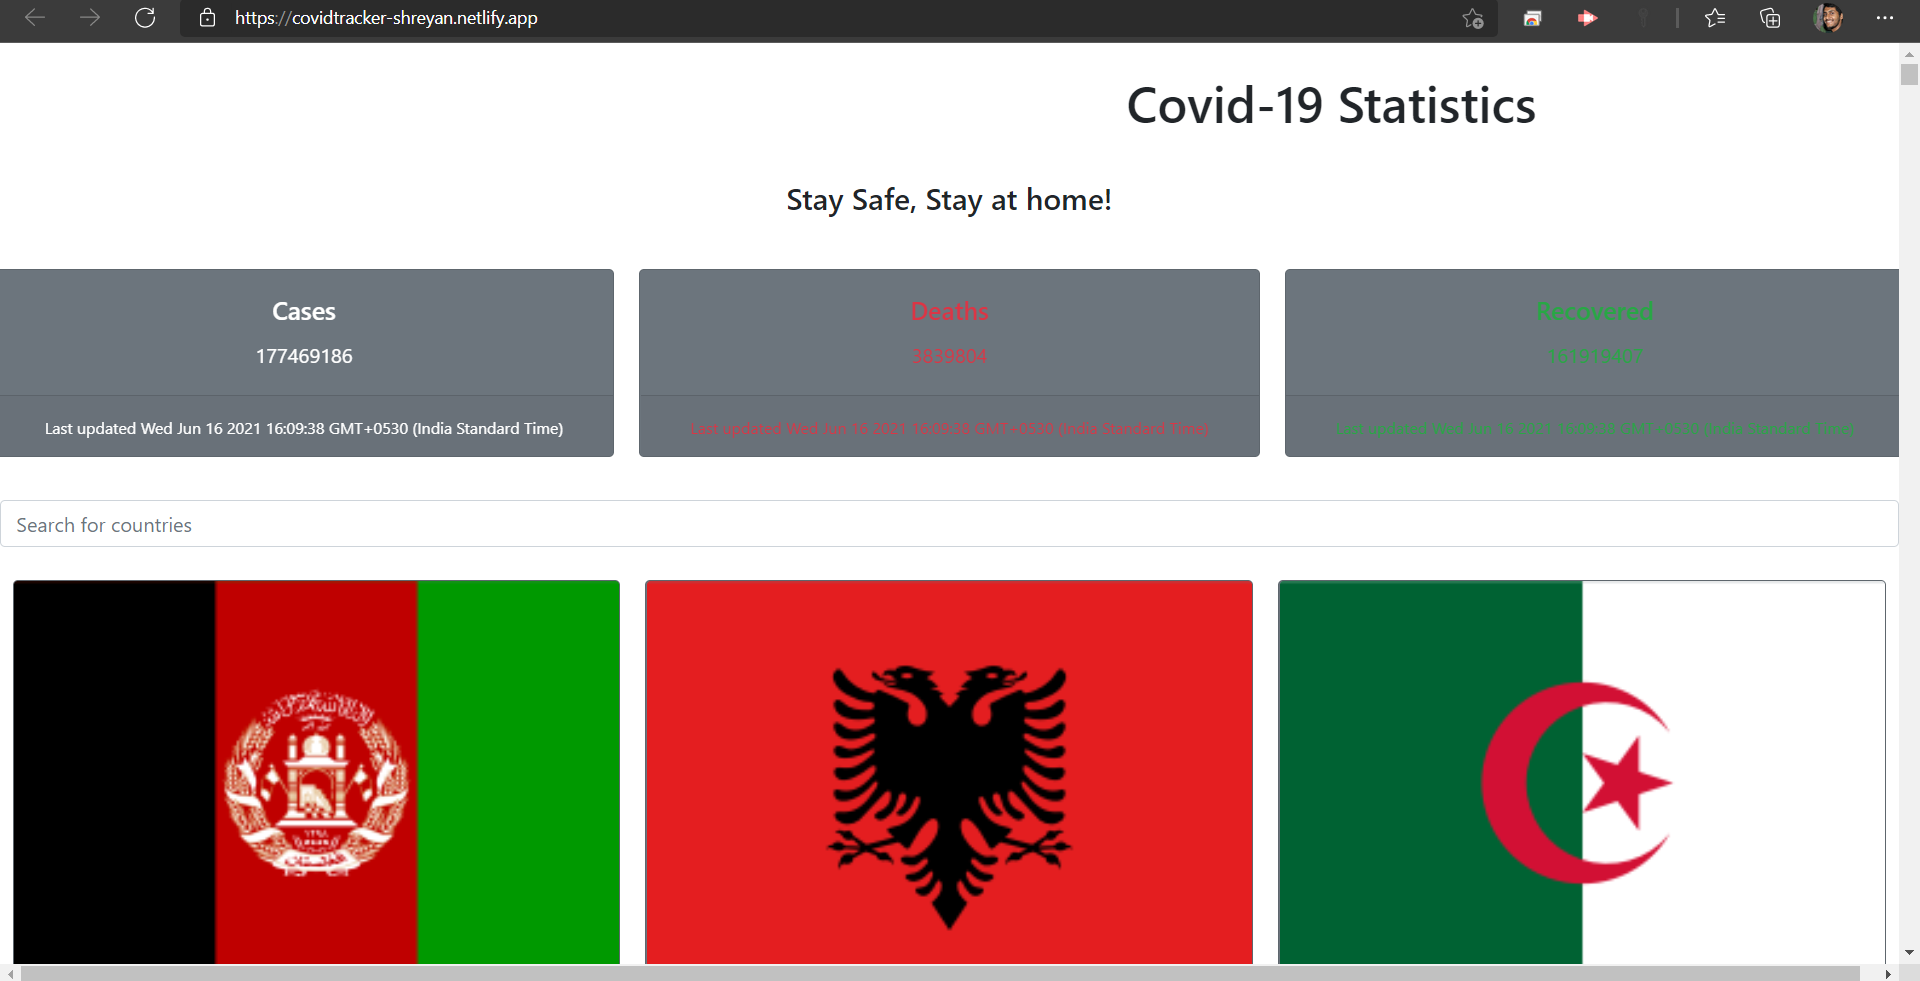 https://covidtracker-shreyan.netlify.app
Covid-19 Statistics
Stay Safe, Stay at home!
Cases
177469186
Last updated Wed Jun 16 2021 16:09:38 GMT+0530 (India Standard Time)
Deaths
3839804
Last updated Wed Jun 16 2021 16:09:38 GMT+0530 (India Standard Time)
Recovered
Last updated Wed Jun 16 2021 16:09:38 GMT+0530 (India Standard Time)
Search for countries